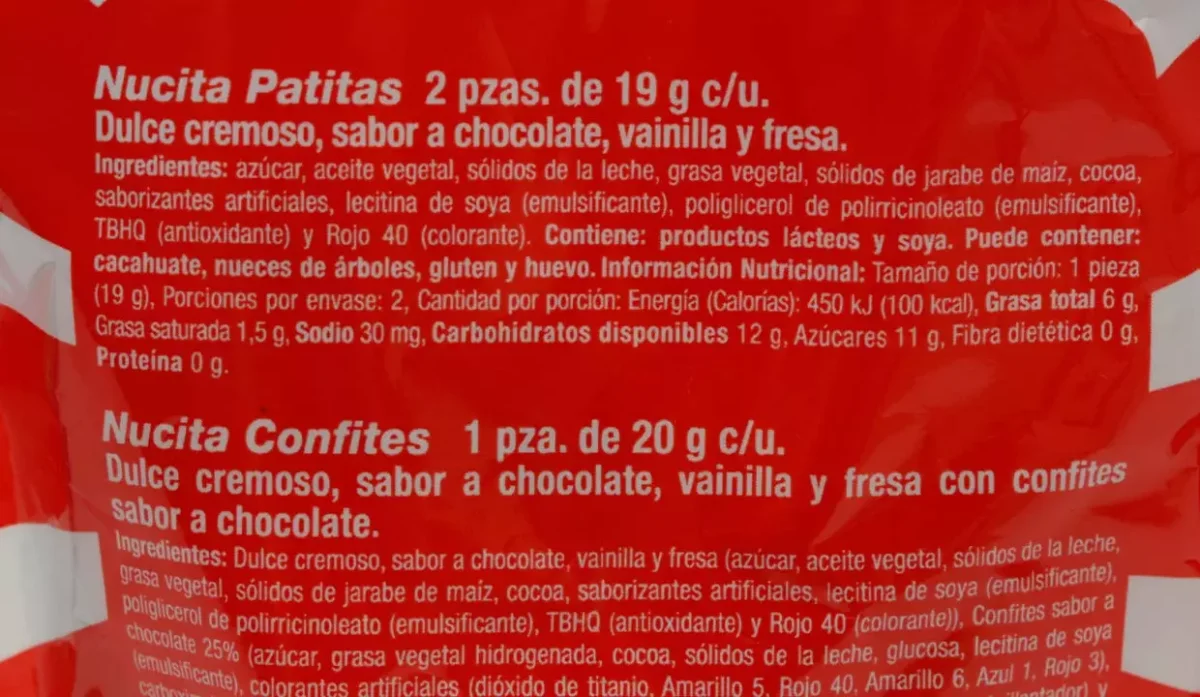 Nucita Patitas 2 pzas. de 19 g c/u.
Dulce cremoso, sabor a chocolate, vainilla y fresa.
Ingredientes: azúcar, aceite vegetal, sólidos de la leche, grasa vegetal, sólidos de jarabe de maíz, cocoa,
saborizantes artificiales, lecitina de soya (emulsificante), poliglicerol de polirricinoleato (emulsificante),
TBHQ (antioxidante) y Rojo 40 (colorante). Contiene: productos lácteos y soya. Puede contener:
cacahuate, nueces de árboles, gluten y huevo. Información Nutricional: Tamaño de porción: 1 pieza
(19 g), Porciones por envase: 2, Cantidad por porción: Energía (Calorías): 450 kJ (100 kcal), Grasa total 6 g,
Grasa saturada 1,5 g, Sodio 30 mg, Carbohidratos disponibles 12 g, Azúcares 11 g, Fibra dietética 0 g,
Proteína 0 g.
Nucita Confites 1 pza. de 20 g c/u.
Dulce cremoso, sabor a chocolate, vainilla y fresa con confites
sabor a chocolate.
Ingredientes: Dulce cremoso, sabor a chocolate, vainilla y fresa (azúcar, aceite vegetal, sólidos de la leche,
grasa vegetal, sólidos de jarabe de maíz, cocoa, saborizantes artificiales, lecitina de soya (emulsificante),
poliglicerol de polirricinoleato (emulsificante), TBHQ (antioxidante) y Rojo 40 (colorante)), Confites sabor a
chocolate 25% (azúcar, grasa vegetal hidrogenada, cocoa, sólidos de la leche, glucosa, lecitina de soya
(emulsificante), colorantes artificiales (dióxido de titanio, Amarillo 5, Rojo 40, Amarillo 6, Azul 1, Rojo 3),